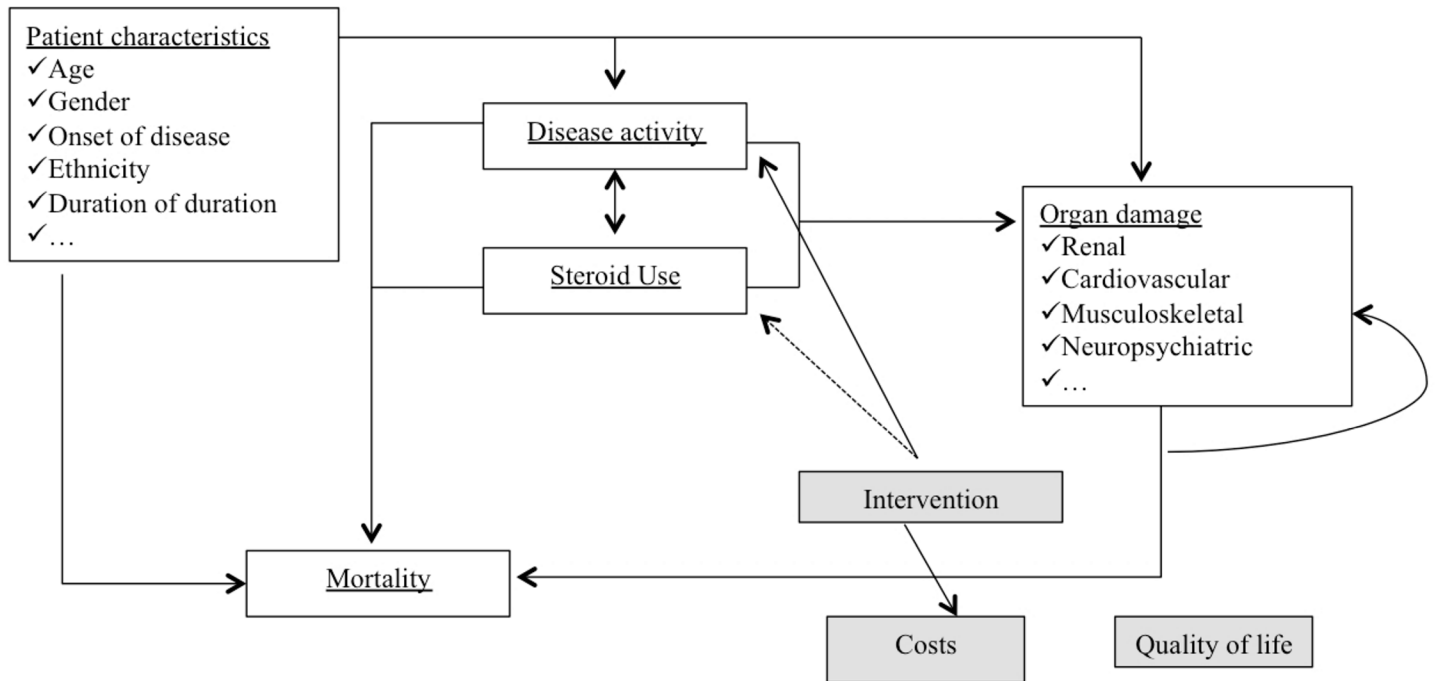 Patient characteristics
✓Age
✓Gender
✓Onset of disease
✓Ethnicity
✓Duration of duration
✓…
Disease activity
Steroid Use
Organ damage
✓Renal
✓Cardiovascular
✓Musculoskeletal
✓Neuropsychiatric
✓…
Intervention
Mortality
Costs
Quality of life